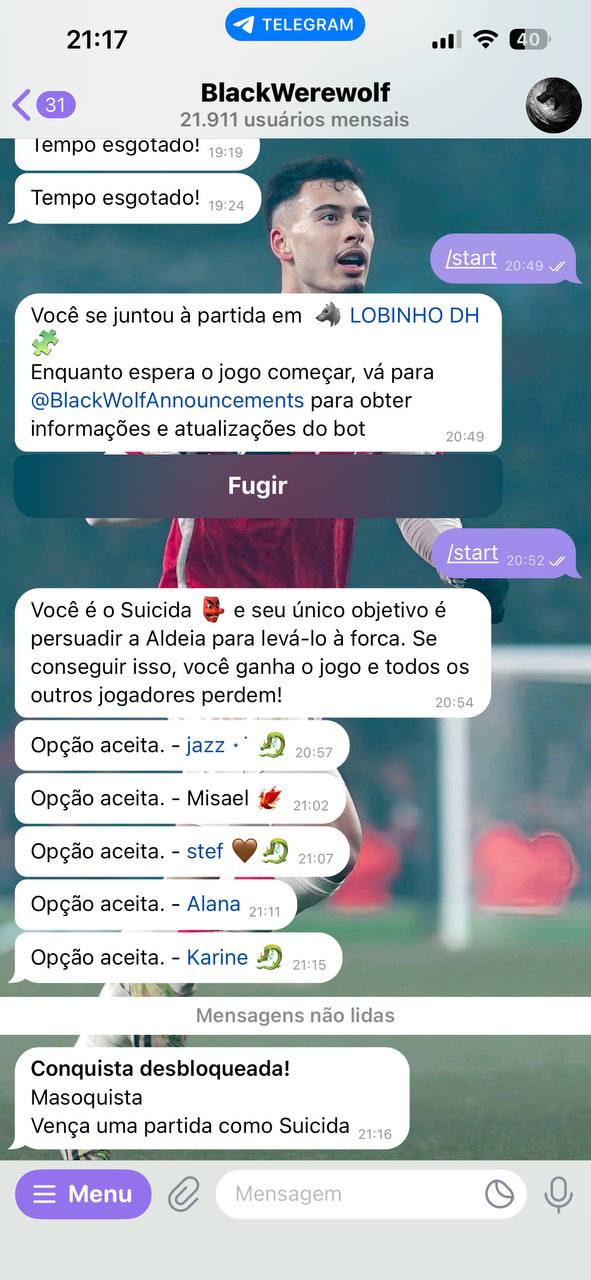 21:17
TELEGRAM
40
31
BlackWerewolf
21.911 usuários mensais
Tempo esgotado! 19:19
Tempo esgotado! 19:24
/start 20:49
Você se juntou à partida em 🐺 LOBINHO DH
🧩
Enquanto espera o jogo começar, vá para
@BlackWolfAnnouncements para obter
informações e atualizações do bot 20:49
Fugir
/start 20:52
Você é o Suicida 👺 e seu único objetivo é
persuadir a Aldeia para levá-lo à forca. Se
conseguir isso, você ganha o jogo e todos os
outros jogadores perdem! 20:54
Opção aceita. - jazz ⋆˙ 🐉 20:57
Opção aceita. - Misael 🐦‍🔥 21:02
Opção aceita. - stef 🤎🐉 21:07
Opção aceita. - Alana 21:11
Opção aceita. - Karine 🐉 21:15
Mensagens não lidas
Conquista desbloqueada!
Masoquista
Vença uma partida como Suicida 21:16
Menu
Mensagem